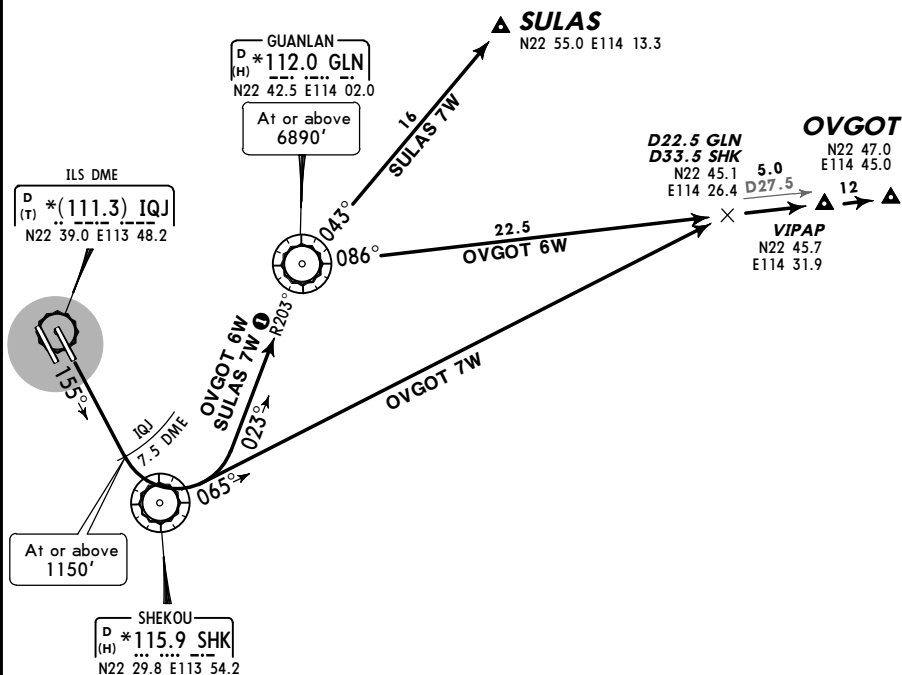 SULAS
N22 55.0 E114 13.3
GUANLAN
D
(H) *112.0 GLN
N22 42.5 E114 02.0
At or above
6890'
16
SULAS 7W
043°
D22.5 GLN
D33.5 SHK
N22 45.1
E114 26.4
5.0
D27.5
OVGOT
N22 47.0
E114 45.0
12
VIPAP
N22 45.7
E114 31.9
ILS DME
D
(T) *(111.3) IQJ
N22 39.0 E113 48.2
086°
22.5
OVGOT 6W
R203°
OVGOT 6W
SULAS 7W 1
023°
OVGOT 7W
155°
IQJ
7.5 DME
065°
At or above
1150'
SHEKOU
D
(H) *115.9 SHK
N22 29.8 E113 54.2